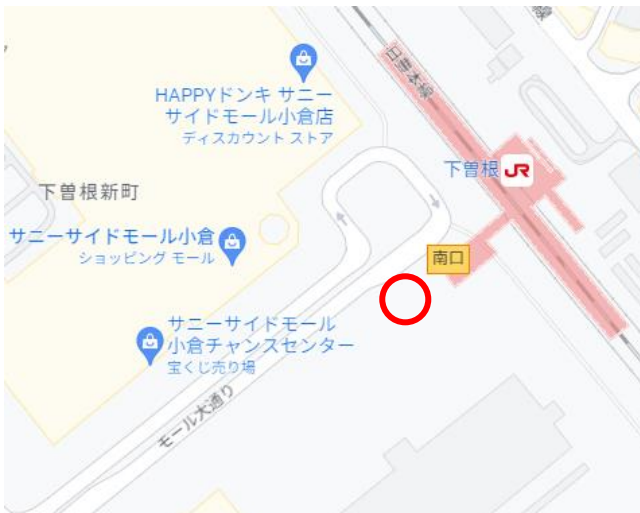 日豊本線
HAPPYドンキ サニー
サイドモール小倉店
ディスカウント ストア
下曽根
JR
下曽根新町
サニーサイドモール小倉
ショッピング モール
南口
サニーサイドモール
小倉チャンスセンター
宝くじ売り場
モール大通り